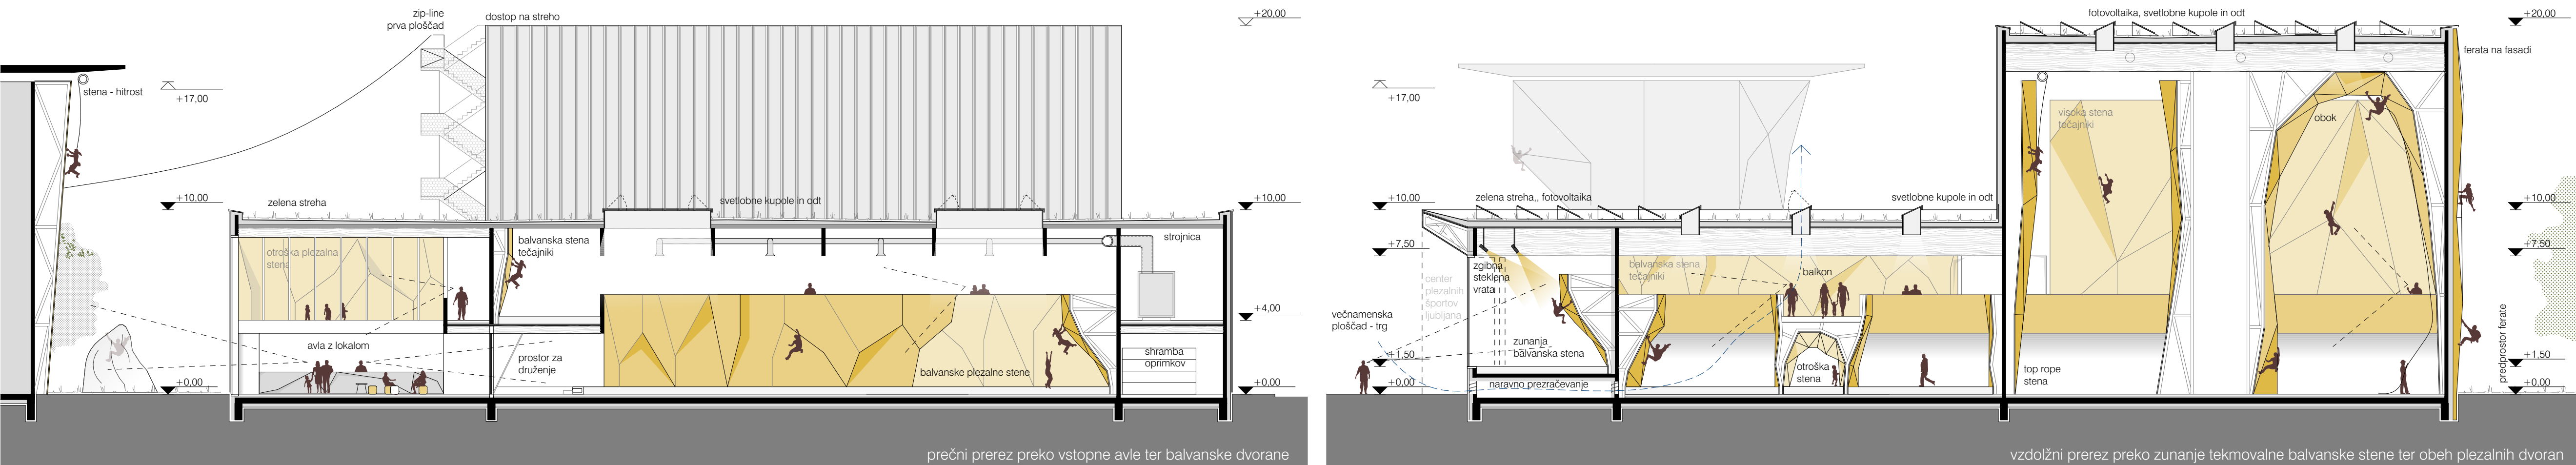 zip-line
prva ploščad
dostop na streho
+20,00
stena - hitrost
+17,00
+10,00
zelena streha
svetlobne kupole in odt
+10,00
otroška plezalna
stena
balvanska stena
tečajniki
strojnica
+4,00
avla z lokalom
prostor za
druženje
balvanske plezalne stene
shramba
oprimkov
+0,00
+0,00
prečni prerez preko vstopne avle ter balvanske dvorane
fotovoltaika, svetlobne kupole in odt
+20,00
ferata na fasadi
+17,00
visoka stena
tečajniki
obok
+10,00
zelena streha,, fotovoltaika
svetlobne kupole in odt
+10,00
+7,50
+7,50
center
plezalnih
športov
ljubljana
zgibna
steklena
vrata
balvanska stena
tečajniki
balkon
večnamenska
ploščad - trg
zunanja
balvanska stena
+1,50
otroška
stena
top rope
stena
predprostor ferate
+1,50
+0,00
naravno prezračevanje
+0,00
vzdolžni prerez preko zunanje tekmovalne balvanske stene ter obeh plezalnih dvoran